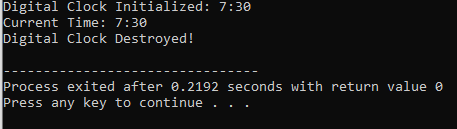 Digital Clock Initialized: 7:30
Current Time: 7:30
Digital Clock Destroyed!
--------------------------------
Process exited after 0.2192 seconds with return value 0
Press any key to continue . . .